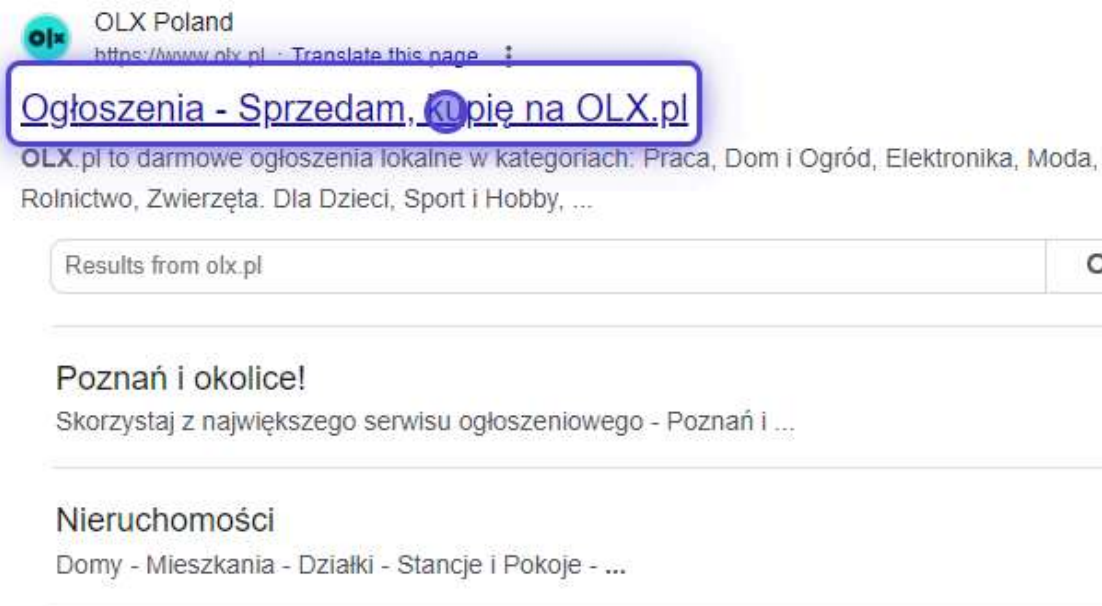 olx
OLX Poland
https://www.olx.pl · Translate this page
Ogłoszenia - Sprzedam, kupię na OLX.pl
OLX.pl to darmowe ogłoszenia lokalne w kategoriach: Praca, Dom i Ogród, Elektronika, Moda,
Rolnictwo, Zwierzęta. Dla Dzieci, Sport i Hobby, ...
Results from olx.pl
Poznań i okolice!
Skorzystaj z największego serwisu ogłoszeniowego - Poznań i ...
Nieruchomości
Domy - Mieszkania - Działki - Stancje i Pokoje - ...